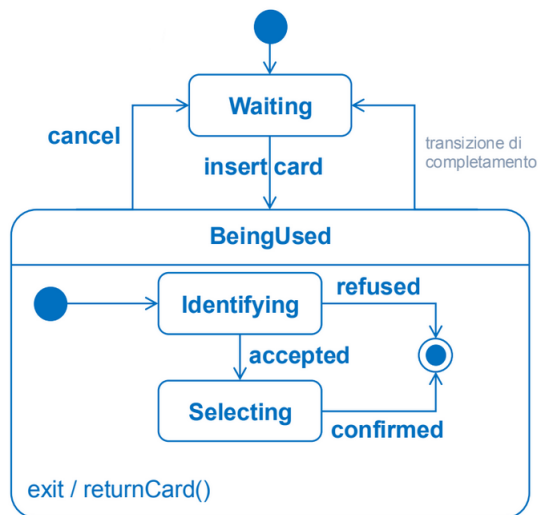 Waiting
cancel
transizione di
completamento
insert card
BeingUsed
Identifying
refused
accepted
Selecting
confirmed
exit / returnCard()